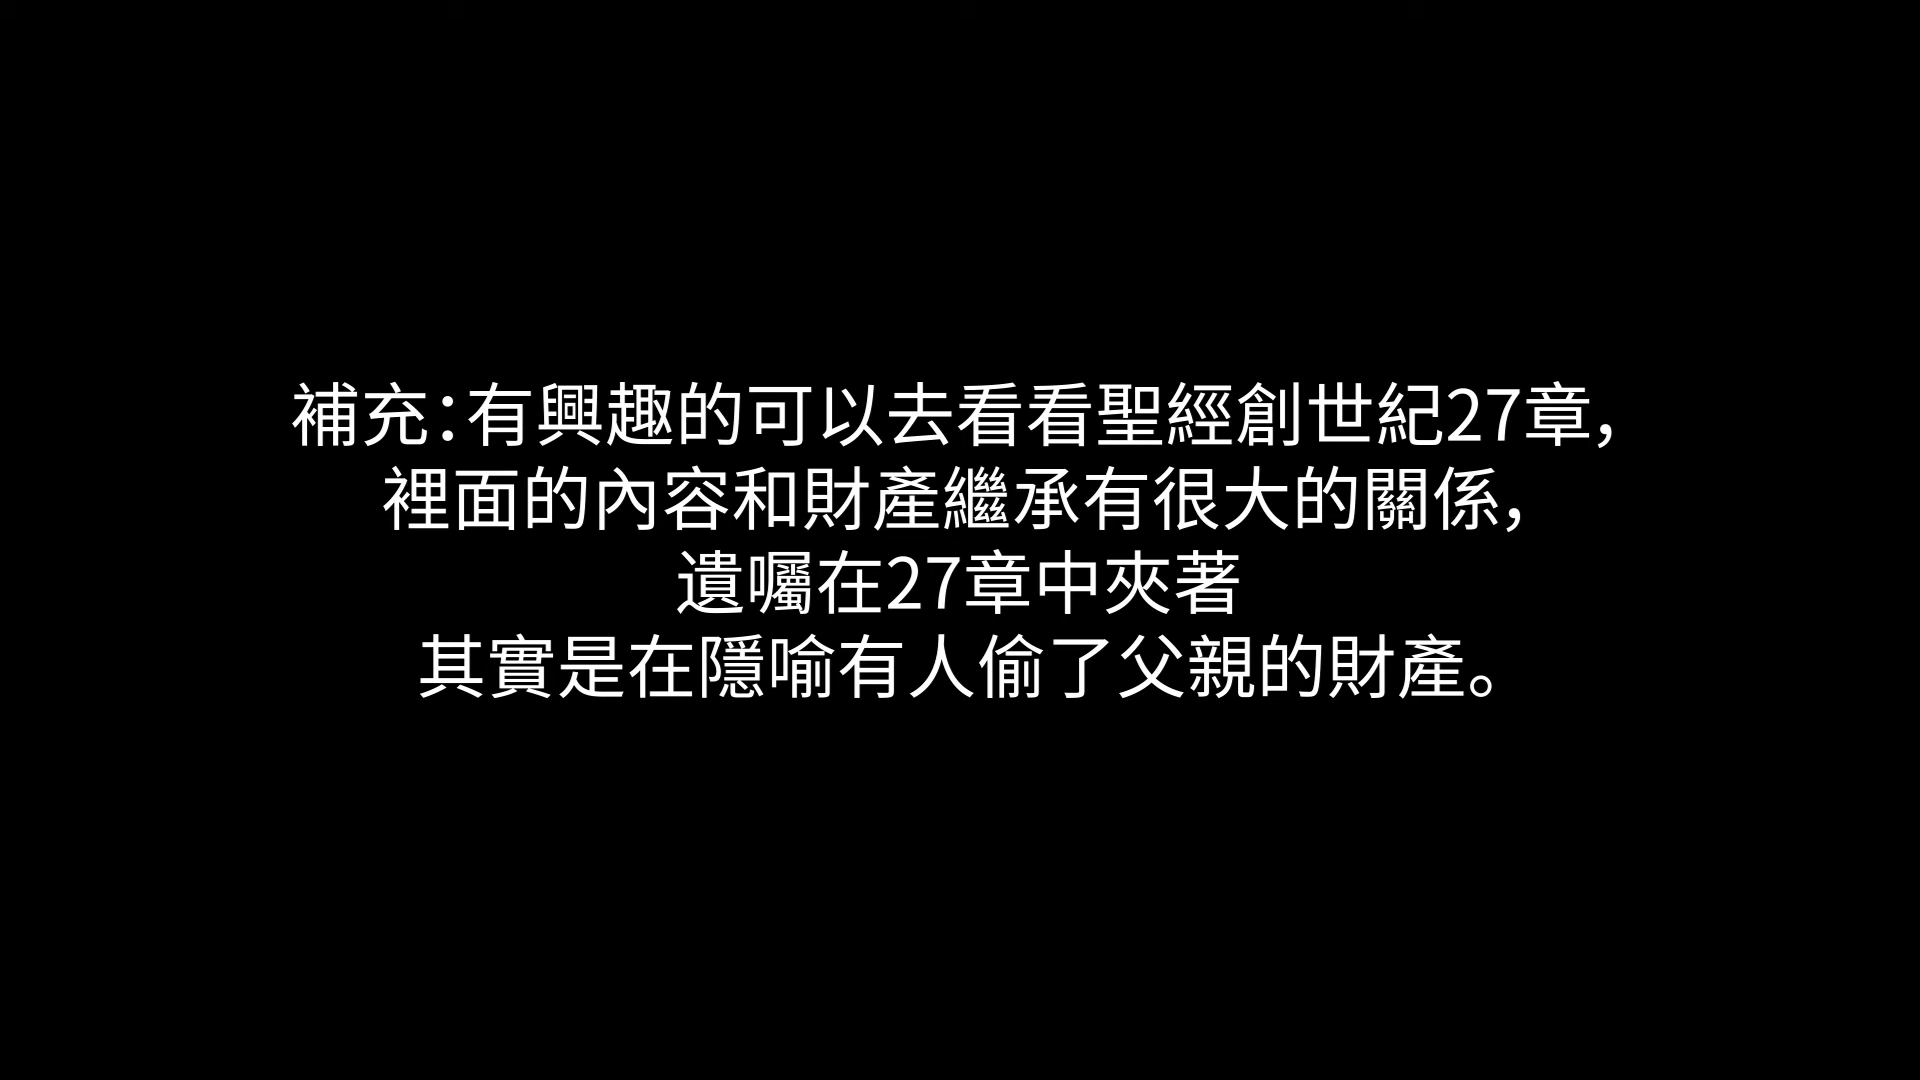 補充：有興趣的可以去看看聖經創世紀27章，
裡面的內容和財產繼承有很大的關係，
遺囑在27章中夾著
其實是在隱喻有人偷了父親的財產。